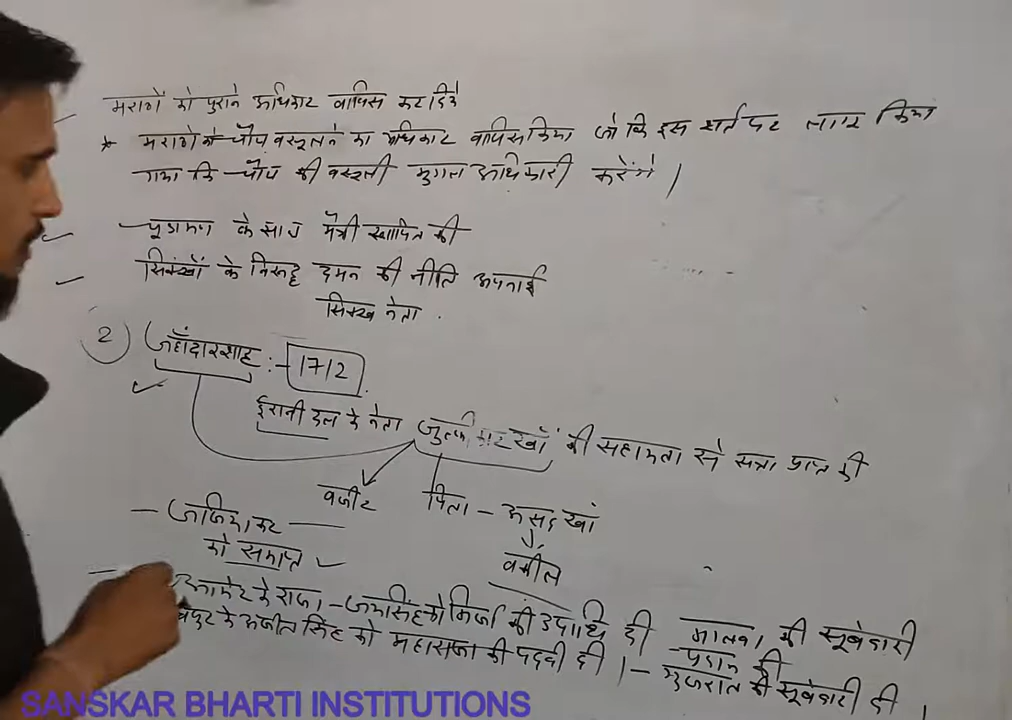 मराठों को पुराने अधिकार वापिस कर दिये
* मराठों को चौथ वसूलने का अधिकार वापिस किया जो कि इस शर्त पर लागू किया
गया कि चौथ की वसूली मुगल अधिकारी करेंगे।
चूडामण के साथ मैत्री स्थापित की
सिक्खों के विरुद्ध दमन की नीति अपनाई
सिक्ख नेता .
2 जहाँदारशाह :- 1712
ईरानी दल के नेता जुल्फिकार खाँ की सहायता से सत्ता प्राप्त की
वजीर पिता - असद खां
वकील
- जजिया कर
को समाप्त
आमेर के राजा - जयसिंह को मिर्जा की उपाधि दी मालवा की सूबेदारी
प्रदान की
के अजीत सिंह को महाराजा की पदवी दी। - गुजरात की सूबेदारी दी।
SANSKAR BHARTI INSTITUTIONS